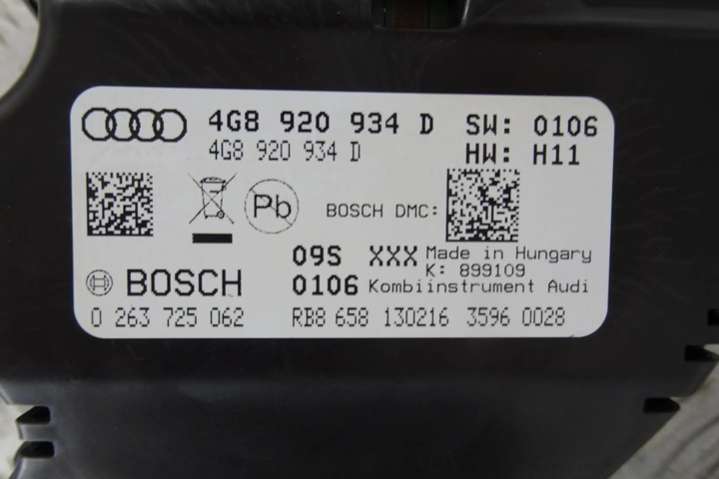 4G8 920 934 D SW: 0106
4G8 920 934 D HW: H11
Pb BOSCH DMC:
09S XXX Made in Hungary
K: 899109
BOSCH 0106 Kombiinstrument Audi
0 263 725 062 RB8 658 130216 3596 0028